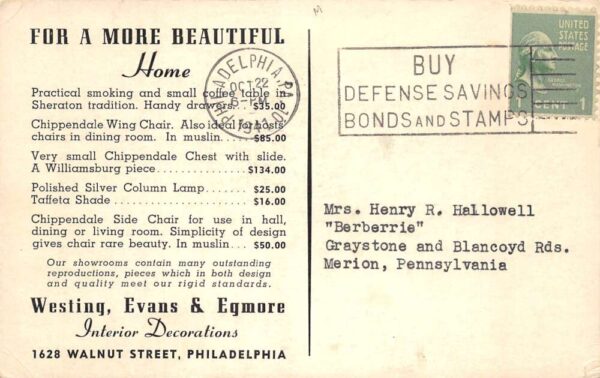 FOR A MORE BEAUTIFUL
Home
Practical smoking and small coffee table in
Sheraton tradition. Handy drawers... $35.00
Chippendale Wing Chair. Also ideal for hosts
chairs in dining room. In muslin... $85.00
Very small Chippendale Chest with slide.
A Williamsburg piece............... $134.00
Polished Silver Column Lamp....... $25.00
Taffeta Shade..................... $16.00
Chippendale Side Chair for use in hall,
dining or living room. Simplicity of design
gives chair rare beauty. In muslin... $50.00
Our showrooms contain many outstanding
reproductions, pieces which in both design
and quality meet our rigid standards.
Westing, Evans & Egmore
Interior Decorations
1628 WALNUT STREET, PHILADELPHIA
PHILADELPHIA, PA.
OCT 22
6-PM
1941
BUY
DEFENSE SAVINGS
BONDS AND STAMPS
UNITED
STATES
POSTAGE
1 CENT 1
Mrs. Henry R. Hallowell
"Berberrie"
Graystone and Blancoyd Rds.
Merion, Pennsylvania